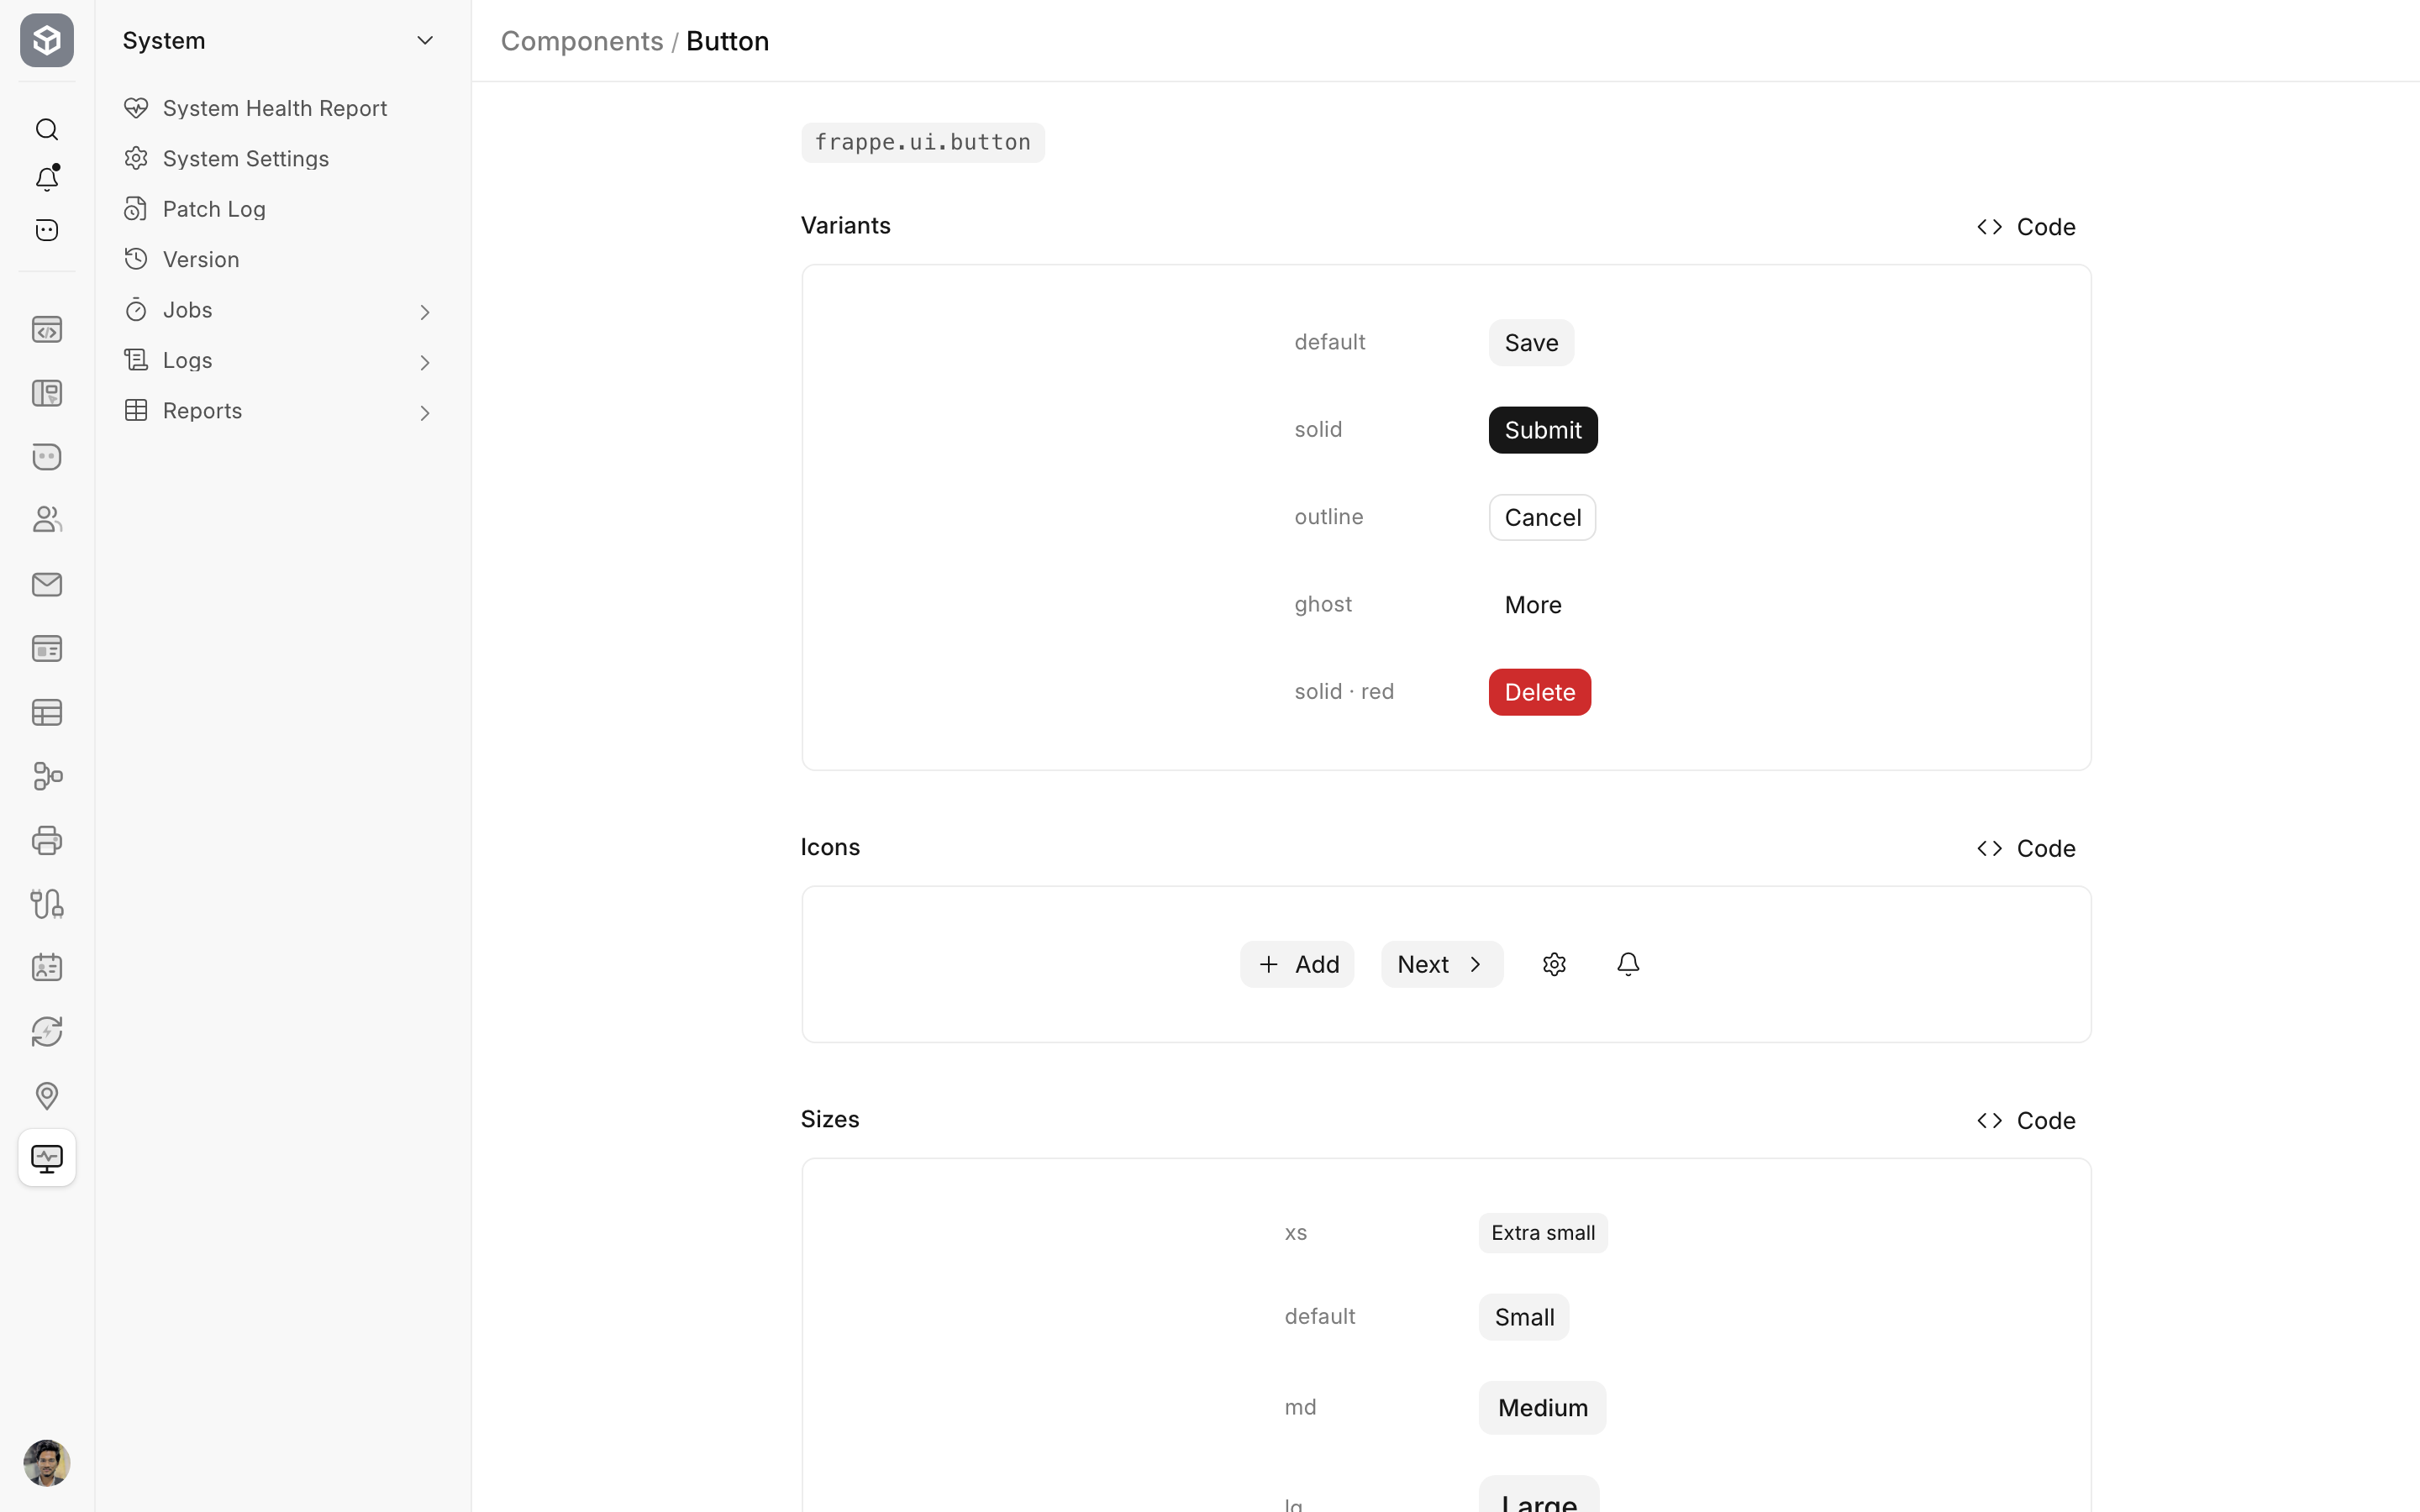 System
System Health Report
System Settings
Patch Log
Version
Jobs
Logs
Reports
Components / Button
frappe.ui.button
Variants
Code
default
Save
solid
Submit
outline
Cancel
ghost
More
solid · red
Delete
Icons
Code
Add
Next
Sizes
Code
xs
Extra small
default
Small
md
Medium
lg
Large